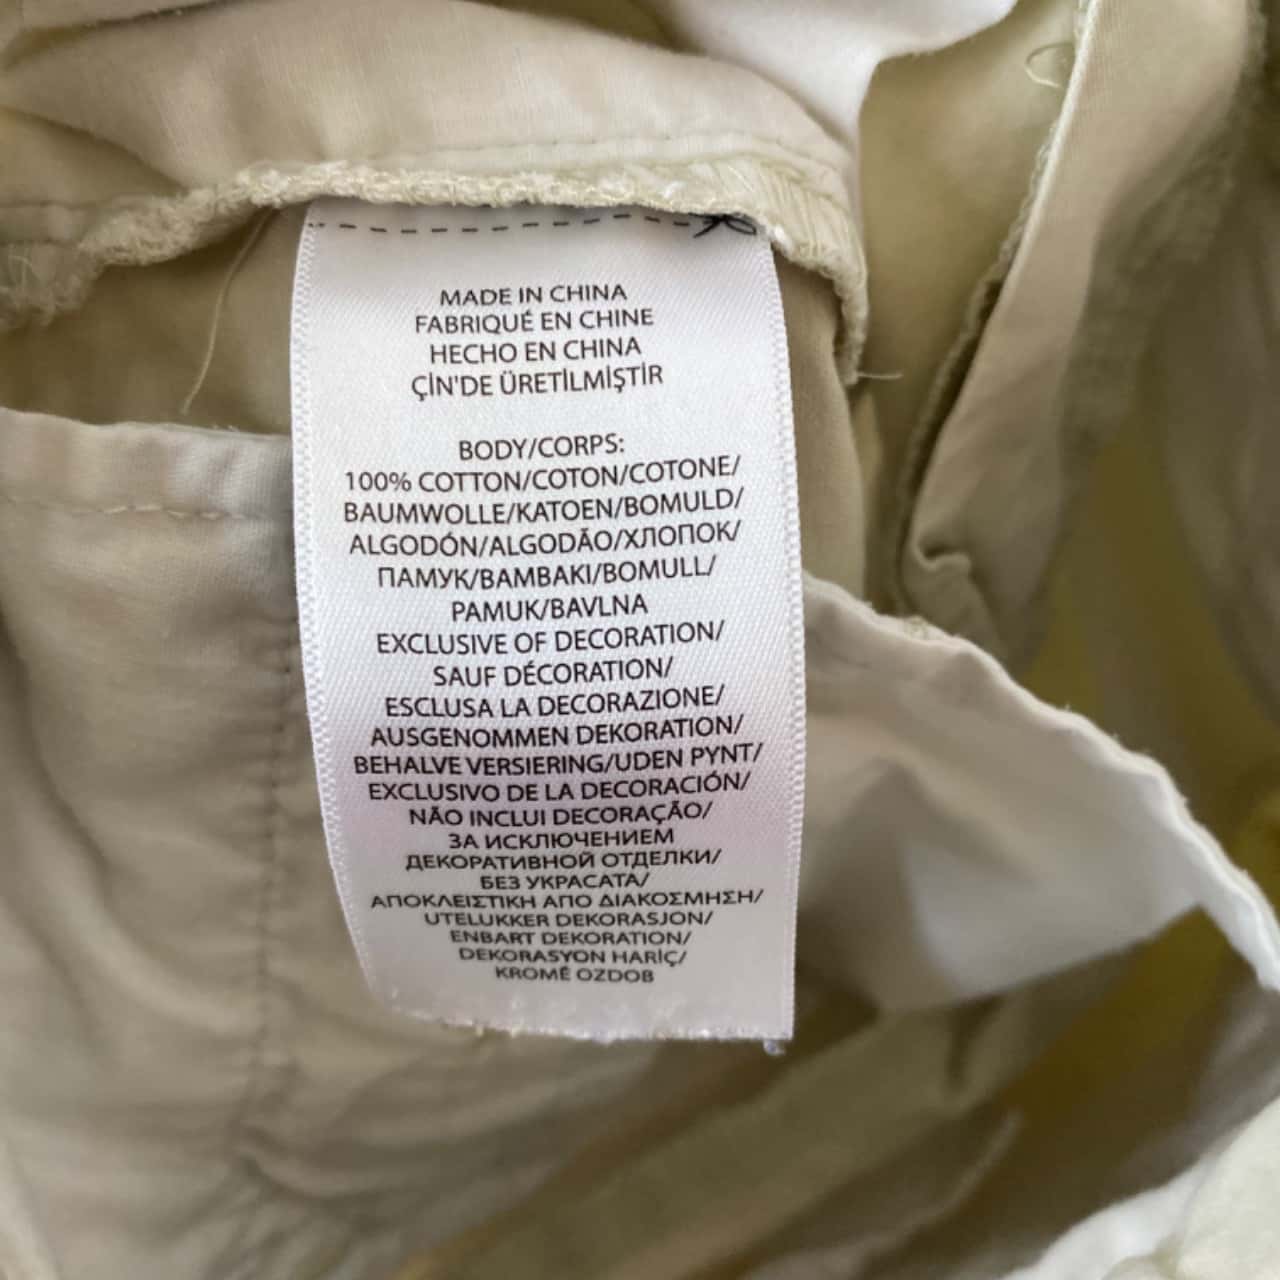 MADE IN CHINA
FABRIQUÉ EN CHINE
HECHO EN CHINA
ÇİN'DE ÜRETİLMİŞTİR
BODY/CORPS:
100% COTTON/COTON/COTONE/
BAUMWOLLE/KATOEN/BOMULD/
ALGODÓN/ALGODÃO/ХЛОПОК/
ПАМУК/BAMBAKI/BOMULL/
PAMUK/BAVLNA
EXCLUSIVE OF DECORATION/
SAUF DÉCORATION/
ESCLUSA LA DECORAZIONE/
AUSGENOMMEN DEKORATION/
BEHALVE VERSIERING/UDEN PYNT/
EXCLUSIVO DE LA DECORACIÓN/
NÃO INCLUI DECORAÇÃO/
ЗА ИСКЛЮЧЕНИЕМ
ДЕКОРАТИВНОЙ ОТДЕЛКИ/
БЕЗ УКРАСАТА/
ΑΠΟΚΛΕΙΣΤΙΚΗ ΑΠΟ ΔΙΑΚΟΣΜΗΣΗ/
UTELUKKER DEKORASJON/
ENBART DEKORATION/
DEKORASYON HARİÇ/
KROMĚ OZDOB